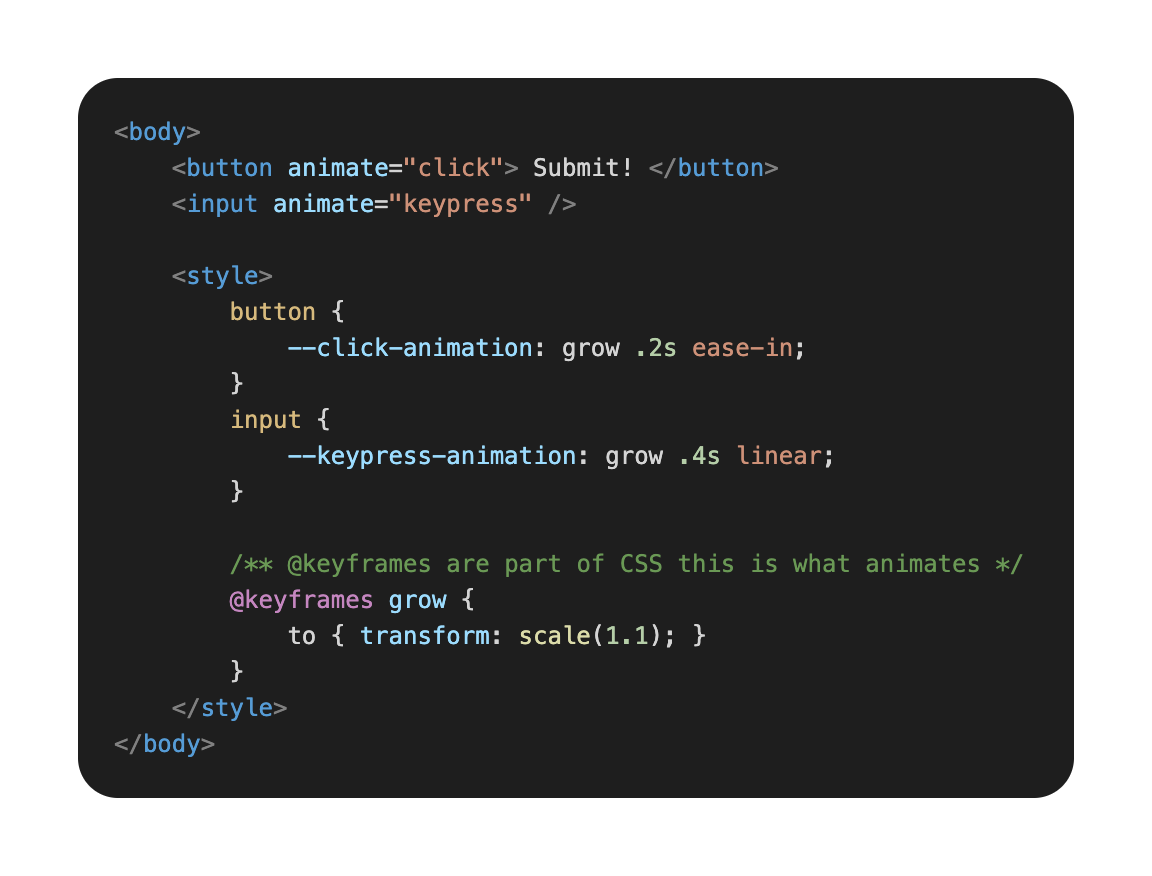 <body>
    <button animate="click"> Submit! </button>
    <input animate="keypress" />

    <style>
        button {
            --click-animation: grow .2s ease-in;
        }
        input {
            --keypress-animation: grow .4s linear;
        }

        /** @keyframes are part of CSS this is what animates */
        @keyframes grow {
            to { transform: scale(1.1); }
        }
    </style>
</body>